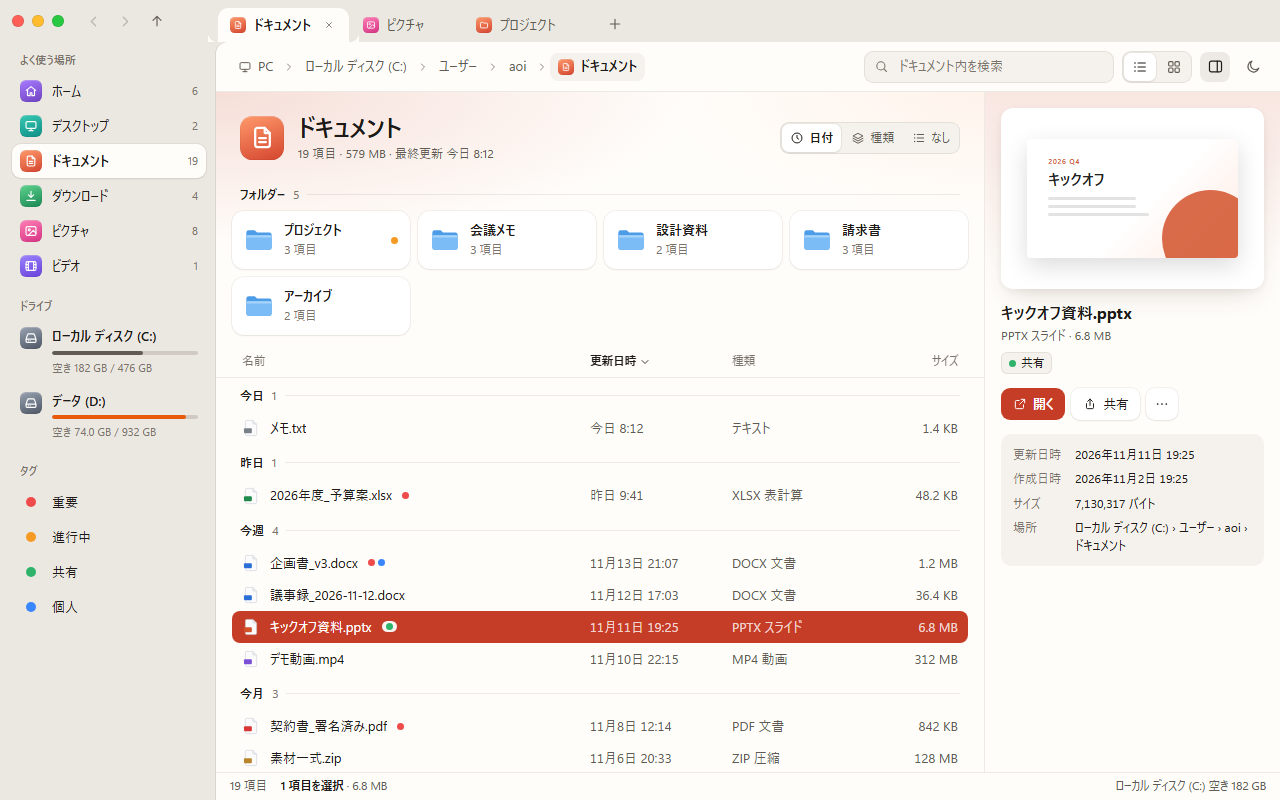 ドキュメント
ピクチャ
プロジェクト
よく使う場所
ホーム 6
デスクトップ 2
ドキュメント 19
ダウンロード 4
ピクチャ 8
ビデオ 1
ドライブ
ローカル ディスク (C:)
空き 182 GB / 476 GB
データ (D:)
空き 74.0 GB / 932 GB
タグ
重要
進行中
共有
個人
PC › ローカル ディスク (C:) › ユーザー › aoi › ドキュメント
ドキュメント内を検索
ドキュメント
19 項目 · 579 MB · 最終更新 今日 8:12
日付 種類 なし
フォルダー 5
プロジェクト
3 項目
会議メモ
3 項目
設計資料
2 項目
請求書
3 項目
アーカイブ
2 項目
名前 更新日時 種類 サイズ
今日 1
メモ.txt 今日 8:12 テキスト 1.4 KB
昨日 1
2026年度_予算案.xlsx 昨日 9:41 XLSX 表計算 48.2 KB
今週 4
企画書_v3.docx 11月13日 21:07 DOCX 文書 1.2 MB
議事録_2026-11-12.docx 11月12日 17:03 DOCX 文書 36.4 KB
キックオフ資料.pptx 11月11日 19:25 PPTX スライド 6.8 MB
デモ動画.mp4 11月10日 22:15 MP4 動画 312 MB
今月 3
契約書_署名済み.pdf 11月8日 12:14 PDF 文書 842 KB
素材一式.zip 11月6日 20:33 ZIP 圧縮 128 MB
2026 Q4
キックオフ
キックオフ資料.pptx
PPTX スライド · 6.8 MB
共有
開く 共有 ···
更新日時 2026年11月11日 19:25
作成日時 2026年11月2日 19:25
サイズ 7,130,317 バイト
場所 ローカル ディスク (C:) › ユーザー › aoi ›
ドキュメント
19 項目 1 項目を選択 · 6.8 MB
ローカル ディスク (C:) 空き 182 GB